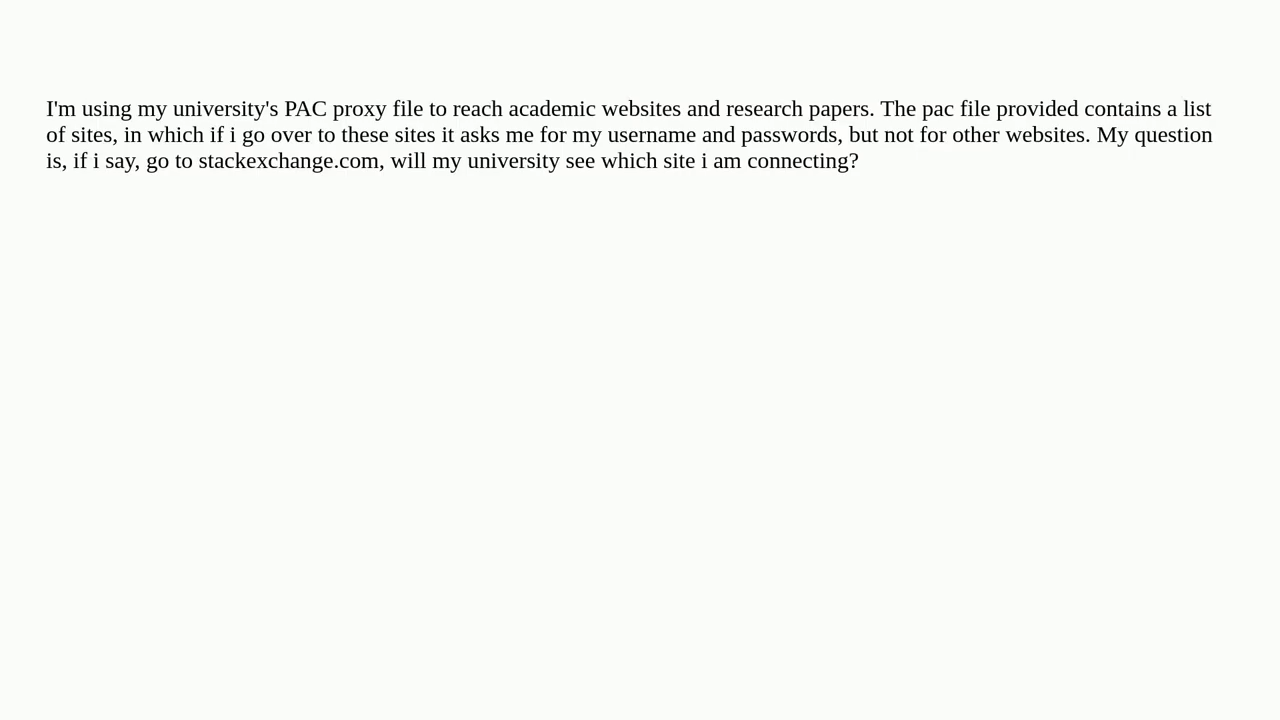 I'm using my university's PAC proxy file to reach academic websites and research papers. The pac file provided contains a list
of sites, in which if i go over to these sites it asks me for my username and passwords, but not for other websites. My question
is, if i say, go to stackexchange.com, will my university see which site i am connecting?